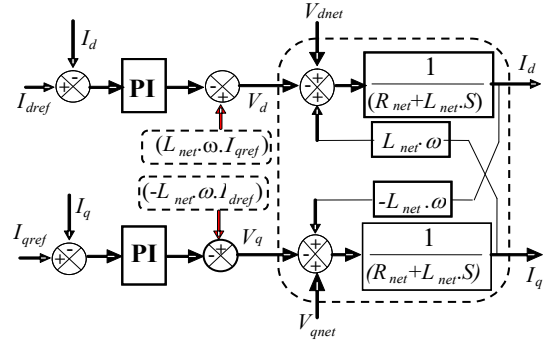 I_d
V_dnet
I_dref
PI
V_d
1
(R_net+L_net.S)
I_d
(L_net.ω.I_qref)
L_net.ω
(-L_net.ω.I_dref)
-L_net.ω
I_q
I_qref
PI
V_q
1
(R_net+L_net.S)
I_q
V_qnet